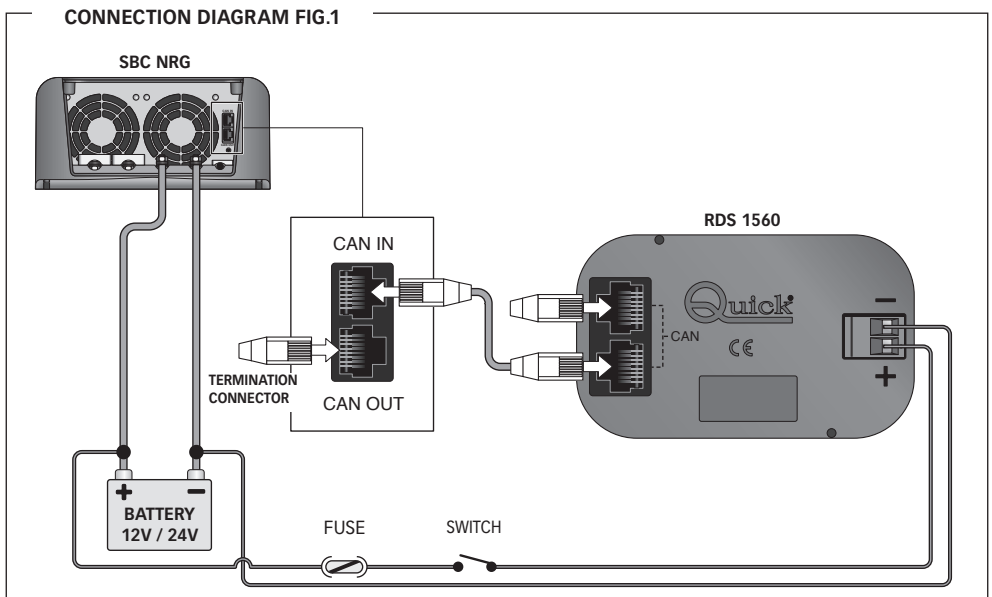 CONNECTION DIAGRAM FIG.1
SBC NRG
CAN IN
TERMINATION
CONNECTOR
CAN OUT
RDS 1560
Quick®
CAN
CE
−
+
+ −
BATTERY
12V / 24V
FUSE
SWITCH